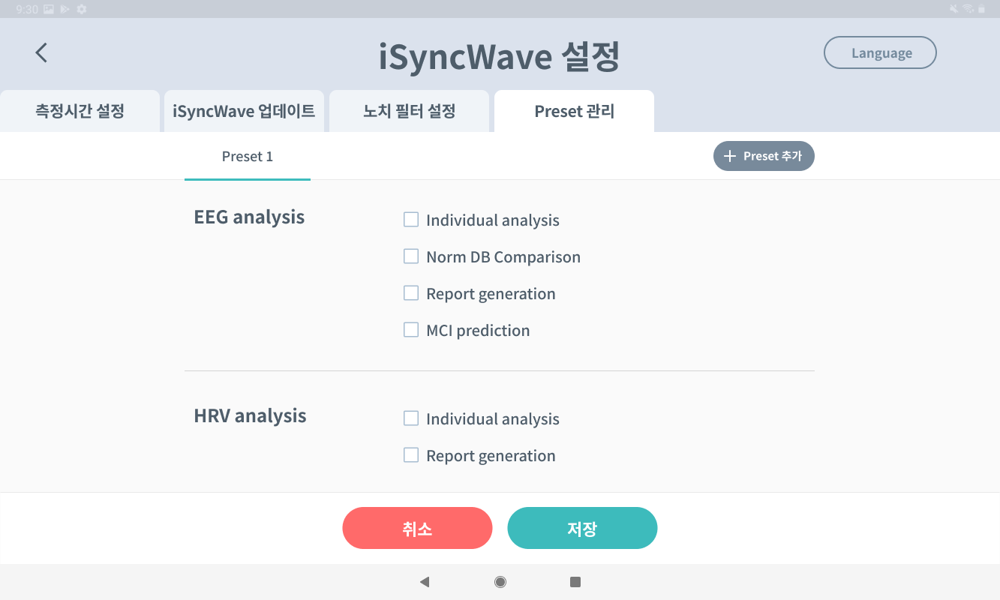 9:30
iSyncWave 설정
Language
측정시간 설정
iSyncWave 업데이트
노치 필터 설정
Preset 관리
Preset 1
Preset 추가
EEG analysis
Individual analysis
Norm DB Comparison
Report generation
MCI prediction
HRV analysis
Individual analysis
Report generation
취소
저장